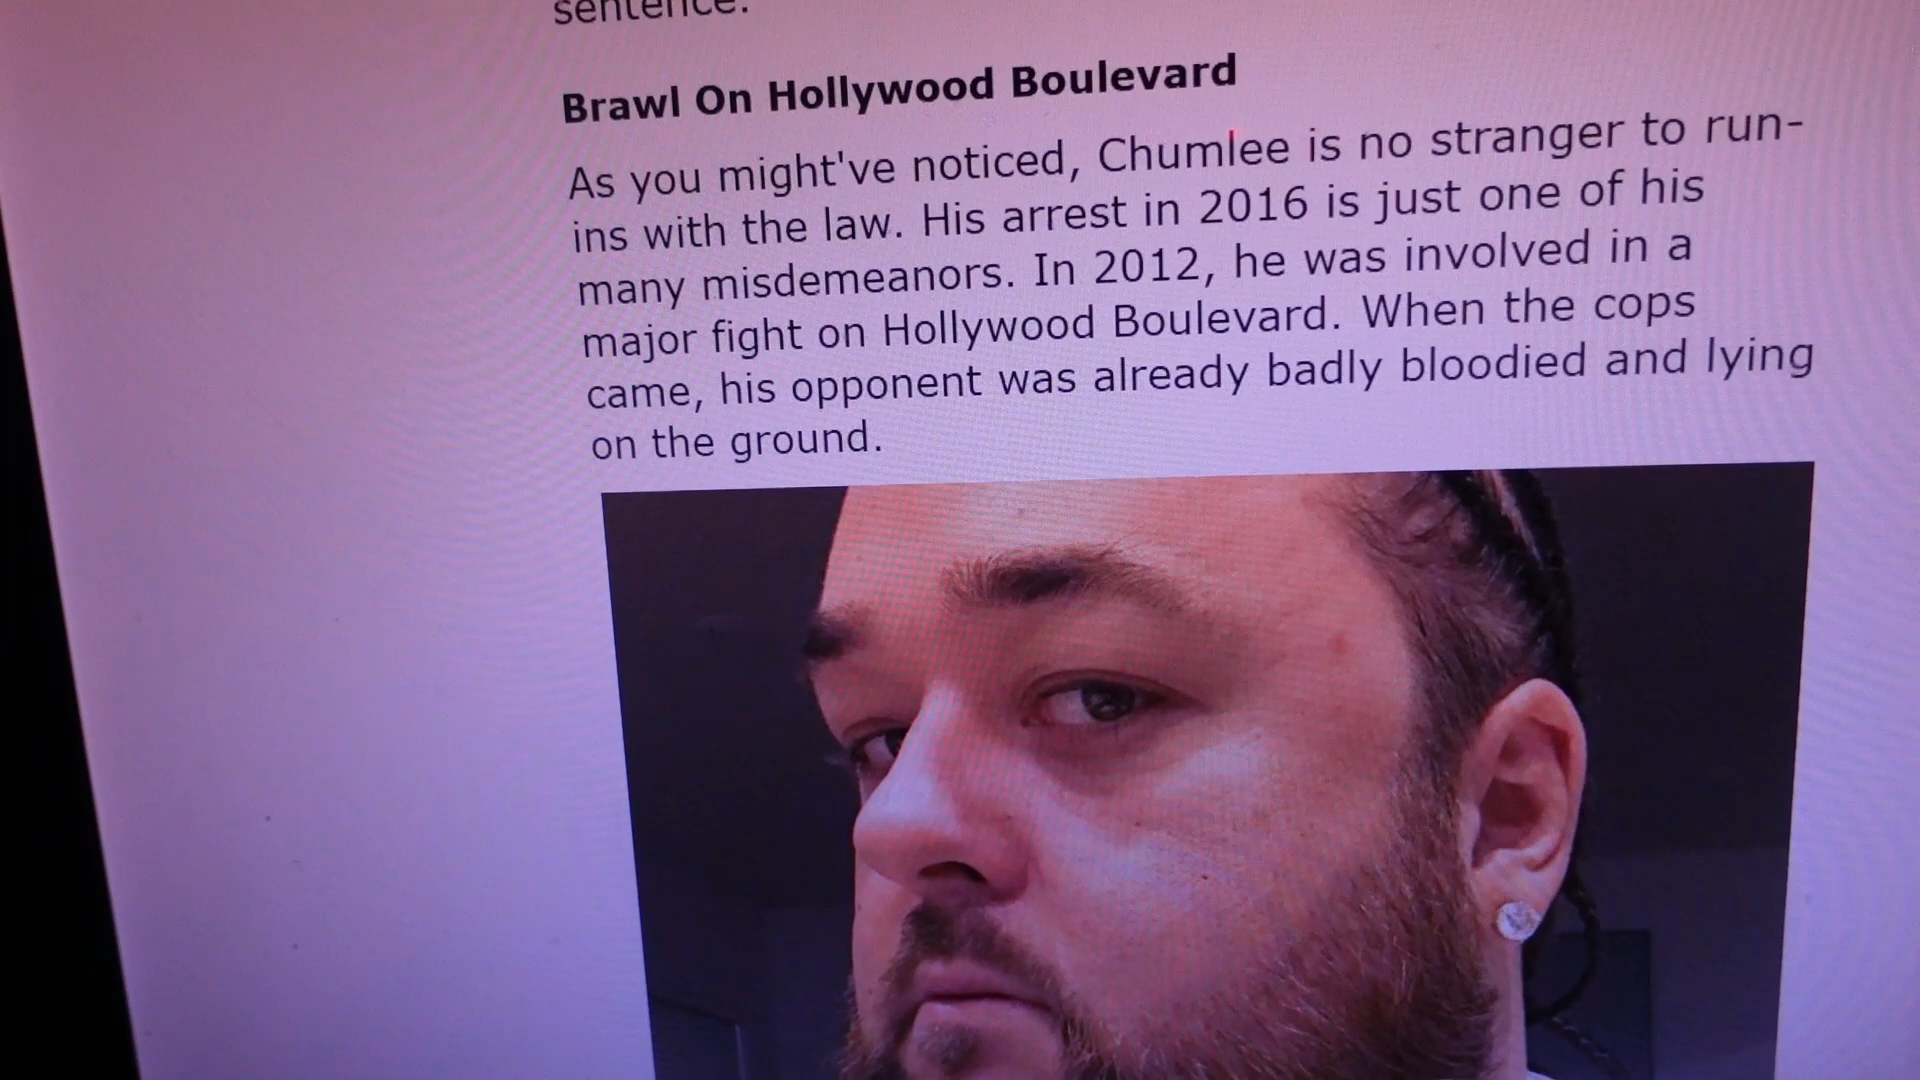 sentence.
Brawl On Hollywood Boulevard
As you might've noticed, Chumlee is no stranger to run-
ins with the law. His arrest in 2016 is just one of his
many misdemeanors. In 2012, he was involved in a
major fight on Hollywood Boulevard. When the cops
came, his opponent was already badly bloodied and lying
on the ground.